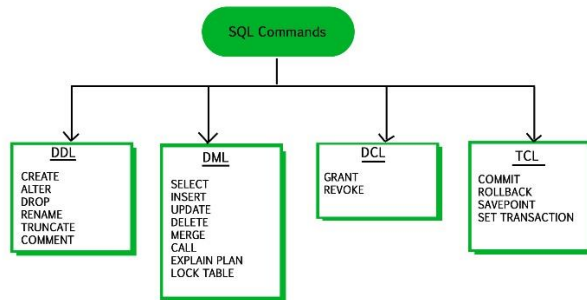 SQL Commands
DDL
CREATE
ALTER
DROP
RENAME
TRUNCATE
COMMENT
DML
SELECT
INSERT
UPDATE
DELETE
MERGE
CALL
EXPLAIN PLAN
LOCK TABLE
DCL
GRANT
REVOKE
TCL
COMMIT
ROLLBACK
SAVEPOINT
SET TRANSACTION